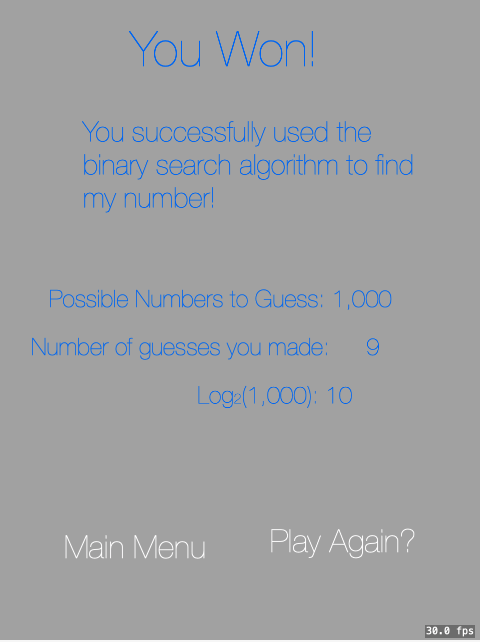 You Won!
You successfully used the
binary search algorithm to find
my number!
Possible Numbers to Guess: 1,000
Number of guesses you made: 9
Log₂(1,000): 10
Main Menu
Play Again?
30.0 fps